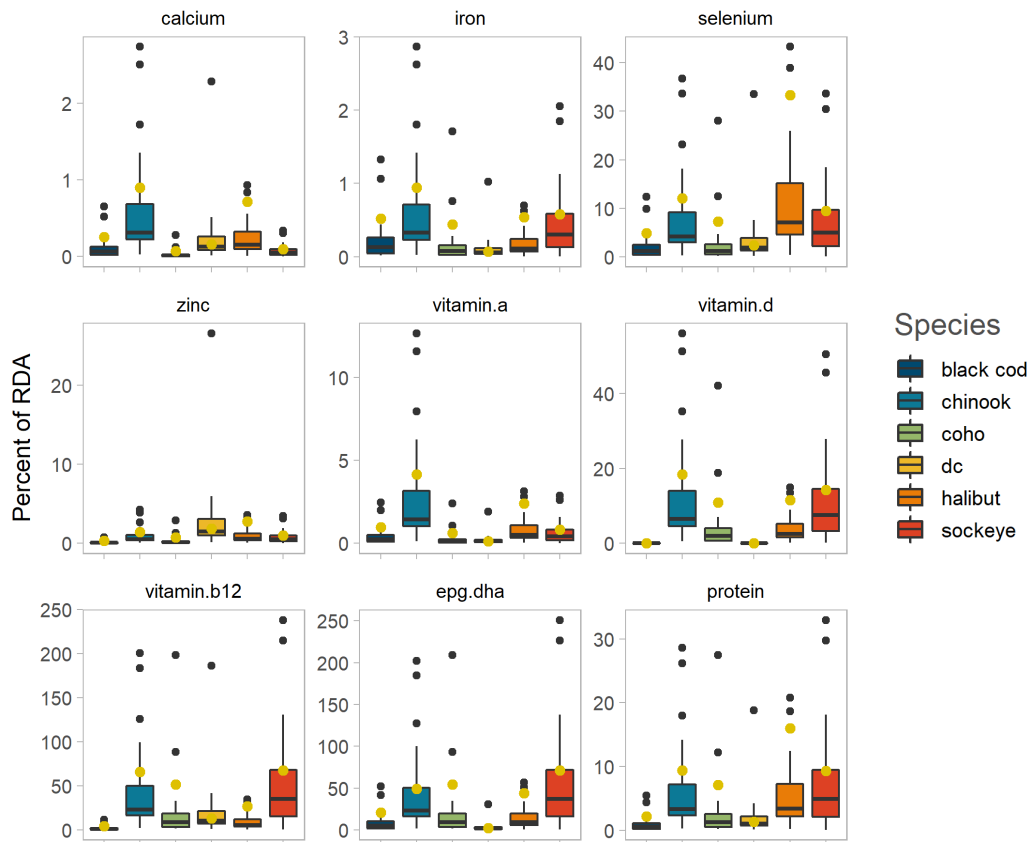 calcium
iron
selenium
2
1
0
3
2
1
0
40
30
20
10
0
zinc
vitamin.a
vitamin.d
20
10
0
10
5
0
40
20
0
vitamin.b12
epg.dha
protein
250
200
150
100
50
0
250
200
150
100
50
0
30
20
10
0
Percent of RDA
Species
black cod
chinook
coho
dc
halibut
sockeye